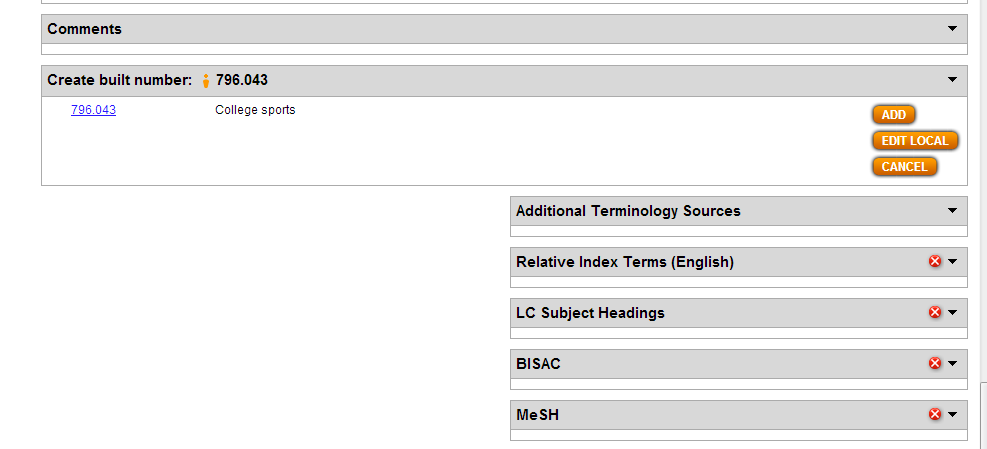 Comments
Create built number: 796.043
796.043 College sports
ADD
EDIT LOCAL
CANCEL
Additional Terminology Sources
Relative Index Terms (English)
LC Subject Headings
BISAC
MeSH